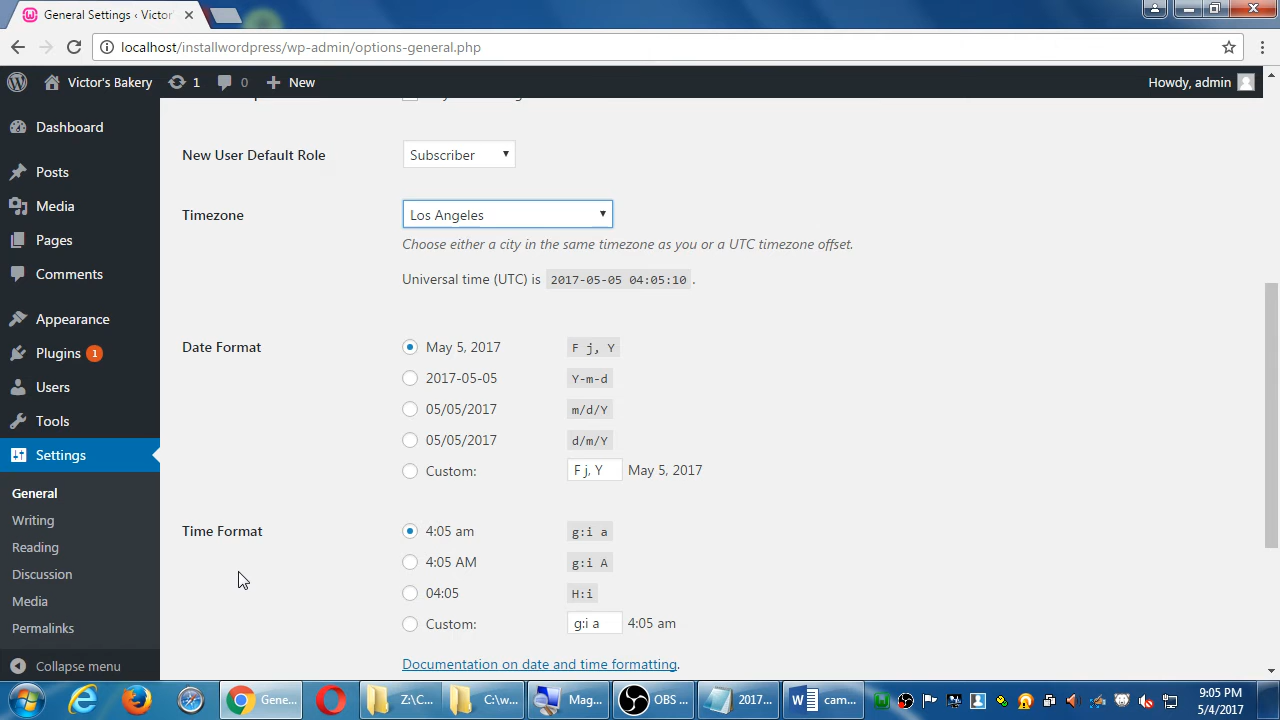 General Settings ‹ Victor
localhost/installwordpress/wp-admin/options-general.php
Victor's Bakery 1 0 New Howdy, admin
Dashboard
Posts
Media
Pages
Comments
Appearance
Plugins 1
Users
Tools
Settings
General
Writing
Reading
Discussion
Media
Permalinks
Collapse menu
New User Default Role Subscriber
Timezone Los Angeles
Choose either a city in the same timezone as you or a UTC timezone offset.
Universal time (UTC) is 2017-05-05 04:05:10 .
Date Format May 5, 2017 F j, Y
2017-05-05 Y-m-d
05/05/2017 m/d/Y
05/05/2017 d/m/Y
Custom: F j, Y May 5, 2017
Time Format 4:05 am g:i a
4:05 AM g:i A
04:05 H:i
Custom: g:i a 4:05 am
Documentation on date and time formatting.
Gene... Z:\C... C:\w... Mag... OBS ... 2017... cam... 9:05 PM
5/4/2017